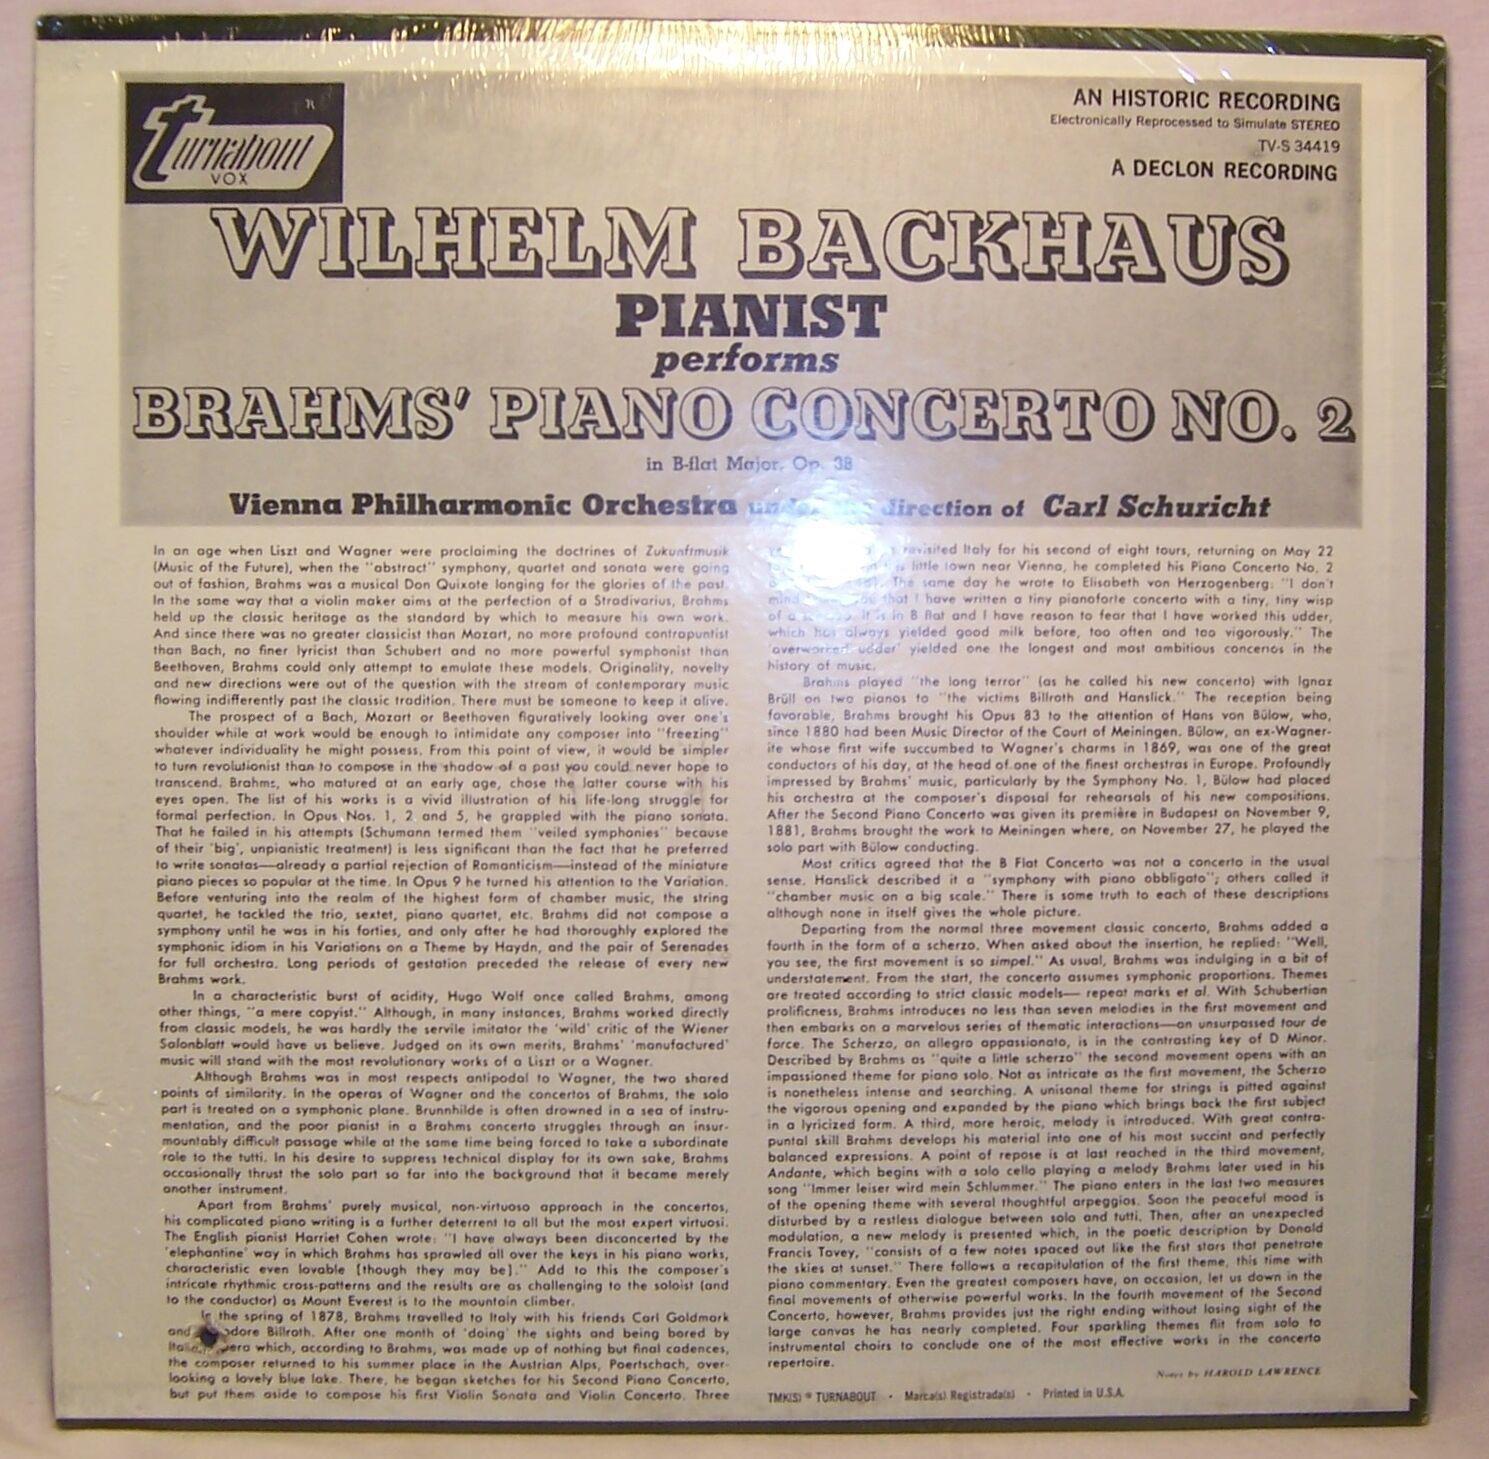 turnabout
VOX
R
AN HISTORIC RECORDING
Electronically Reprocessed to Simulate STEREO
TV-S 34419
A DECLON RECORDING
WILHELM BACKHAUS
PIANIST
performs
BRAHMS' PIANO CONCERTO NO. 2
in B-flat Major, Op. 38
Vienna Philharmonic Orchestra under the direction of Carl Schuricht
In an age when Liszt and Wagner were proclaiming the doctrines of Zukunftmusik
(Music of the Future), when the "abstract" symphony, quartet and sonata were going
out of fashion, Brahms was a musical Don Quixote longing for the glories of the past.
In the same way that a violin maker aims at the perfection of a Stradivarius, Brahms
held up the classic heritage as the standard by which to measure his own work.
And since there was no greater classicist than Mozart, no more profound contrapuntist
than Bach, no finer lyricist than Schubert and no more powerful symphonist than
Beethoven, Brahms could only attempt to emulate these models. Originality, novelty
and new directions were out of the question with the stream of contemporary music
flowing indifferently past the classic tradition. There must be someone to keep it alive.
The prospect of a Bach, Mozart or Beethoven figuratively looking over one's
shoulder while at work would be enough to intimidate any composer into "freezing"
whatever individuality he might possess. From this point of view, it would be simpler
to turn revolutionist than to compose in the shadow of a past you could never hope to
transcend. Brahms, who matured at an early age, chose the latter course with his
eyes open. The list of his works is a vivid illustration of his life-long struggle for
formal perfection. In Opus Nos. 1, 2 and 5, he grappled with the piano sonata.
That he failed in his attempts (Schumann termed them "veiled symphonies" because
of their 'big', unpianistic treatment) is less significant than the fact that he preferred
to write sonatas—already a partial rejection of Romanticism—instead of the miniature
piano pieces so popular at the time. In Opus 9 he turned his attention to the Variation.
Before venturing into the realm of the highest form of chamber music, the string
quartet, he tackled the trio, sextet, piano quartet, etc. Brahms did not compose a
symphony until he was in his forties, and only after he had thoroughly explored the
symphonic idiom in his Variations on a Theme by Haydn, and the pair of Serenades
for full orchestra. Long periods of gestation preceded the release of every new
Brahms work.
In a characteristic burst of acidity, Hugo Wolf once called Brahms, among
other things, "a mere copyist." Although, in many instances, Brahms worked directly
from classic models, he was hardly the servile imitator the 'wild' critic of the Wiener
Salonblatt would have us believe. Judged on its own merits, Brahms' 'manufactured'
music will stand with the most revolutionary works of a Liszt or a Wagner.
Although Brahms was in most respects antipodal to Wagner, the two shared
points of similarity. In the operas of Wagner and the concertos of Brahms, the solo
part is treated on a symphonic plane. Brunnhilde is often drowned in a sea of instru-
mentation, and the poor pianist in a Brahms concerto struggles through an insur-
mountably difficult passage while at the same time being forced to take a subordinate
role to the tutti. In his desire to suppress technical display for its own sake, Brahms
occasionally thrust the solo part so far into the background that it became merely
another instrument.
Apart from Brahms' purely musical, non-virtuoso approach in the concertos,
his complicated piano writing is a further deterrent to all but the most expert virtuosi.
The English pianist Harriet Cohen wrote: "I have always been disconcerted by the
'elephantine' way in which Brahms has sprawled all over the keys in his piano works,
characteristic even lovable [though they may be]." Add to this the composer's
intricate rhythmic cross-patterns and the results are as challenging to the soloist (and
to the conductor) as Mount Everest is to the mountain climber.
In the spring of 1878, Brahms travelled to Italy with his friends Carl Goldmark
and Billroth. After one month of 'doing' the sights and being bored by
which, according to Brahms, was made up of nothing but final cadences,
the composer returned to his summer place in the Austrian Alps, Poertschach, over-
looking a lovely blue lake. There, he began sketches for his Second Piano Concerto,
but put them aside to compose his first Violin Sonata and Violin Concerto. Three
revisited Italy for his second of eight tours, returning on May 22
little town near Vienna, he completed his Piano Concerto No. 2
The same day he wrote to Elisabeth von Herzogenberg: "I don't
mind that I have written a tiny pianoforte concerto with a tiny, tiny wisp
of a It is in B flat and I have reason to fear that I have worked this udder,
which has always yielded good milk before, too often and too vigorously." The
'overworked udder' yielded one the longest and most ambitious concertos in the
history of music.
Brahms played "the long terror" (as he called his new concerto) with Ignaz
Brüll on two pianos to "the victims Billroth and Hanslick." The reception being
favorable, Brahms brought his Opus 83 to the attention of Hans von Bülow, who,
since 1880 had been Music Director of the Court of Meiningen. Bülow, an ex-Wagner-
ite whose first wife succumbed to Wagner's charms in 1869, was one of the great
conductors of his day, at the head of one of the finest orchestras in Europe. Profoundly
impressed by Brahms' music, particularly by the Symphony No. 1, Bülow had placed
his orchestra at the composer's disposal for rehearsals of his new compositions.
After the Second Piano Concerto was given its première in Budapest on November 9,
1881, Brahms brought the work to Meiningen where, on November 27, he played the
solo part with Bülow conducting.
Most critics agreed that the B Flat Concerto was not a concerto in the usual
sense. Hanslick described it a "symphony with piano obbligato"; others called it
"chamber music on a big scale." There is some truth to each of these descriptions
although none in itself gives the whole picture.
Departing from the normal three movement classic concerto, Brahms added a
fourth in the form of a scherzo. When asked about the insertion, he replied: "Well,
you see, the first movement is so simpel." As usual, Brahms was indulging in a bit of
understatement. From the start, the concerto assumes symphonic proportions. Themes
are treated according to strict classic models— repeat marks et al. With Schubertian
prolificness, Brahms introduces no less than seven melodies in the first movement and
then embarks on a marvelous series of thematic interactions—an unsurpassed tour de
force. The Scherzo, an allegro appassionato, is in the contrasting key of D Minor.
Described by Brahms as "quite a little scherzo" the second movement opens with an
impassioned theme for piano solo. Not as intricate as the first movement, the Scherzo
is nonetheless intense and searching. A unisonal theme for strings is pitted against
the vigorous opening and expanded by the piano which brings back the first subject
in a lyricized form. A third, more heroic, melody is introduced. With great contra-
puntal skill Brahms develops his material into one of his most succint and perfectly
balanced expressions. A point of repose is at last reached in the third movement,
Andante, which begins with a solo cello playing a melody Brahms later used in his
song "Immer leiser wird mein Schlummer." The piano enters in the last two measures
of the opening theme with several thoughtful arpeggios. Soon the peaceful mood is
disturbed by a restless dialogue between solo and tutti. Then, after an unexpected
modulation, a new melody is presented which, in the poetic description by Donald
Francis Tovey, "consists of a few notes spaced out like the first stars that penetrate
the skies at sunset." There follows a recapitulation of the first theme, this time with
piano commentary. Even the greatest composers have, on occasion, let us down in the
final movements of otherwise powerful works. In the fourth movement of the Second
Concerto, however, Brahms provides just the right ending without losing sight of the
large canvas he has nearly completed. Four sparkling themes flit from solo to
instrumental choirs to conclude one of the most effective works in the concerto
repertoire.
Notes by HAROLD LAWRENCE
TMK(S) ® TURNABOUT · Marca(s) Registrada(s) · Printed in U.S.A.